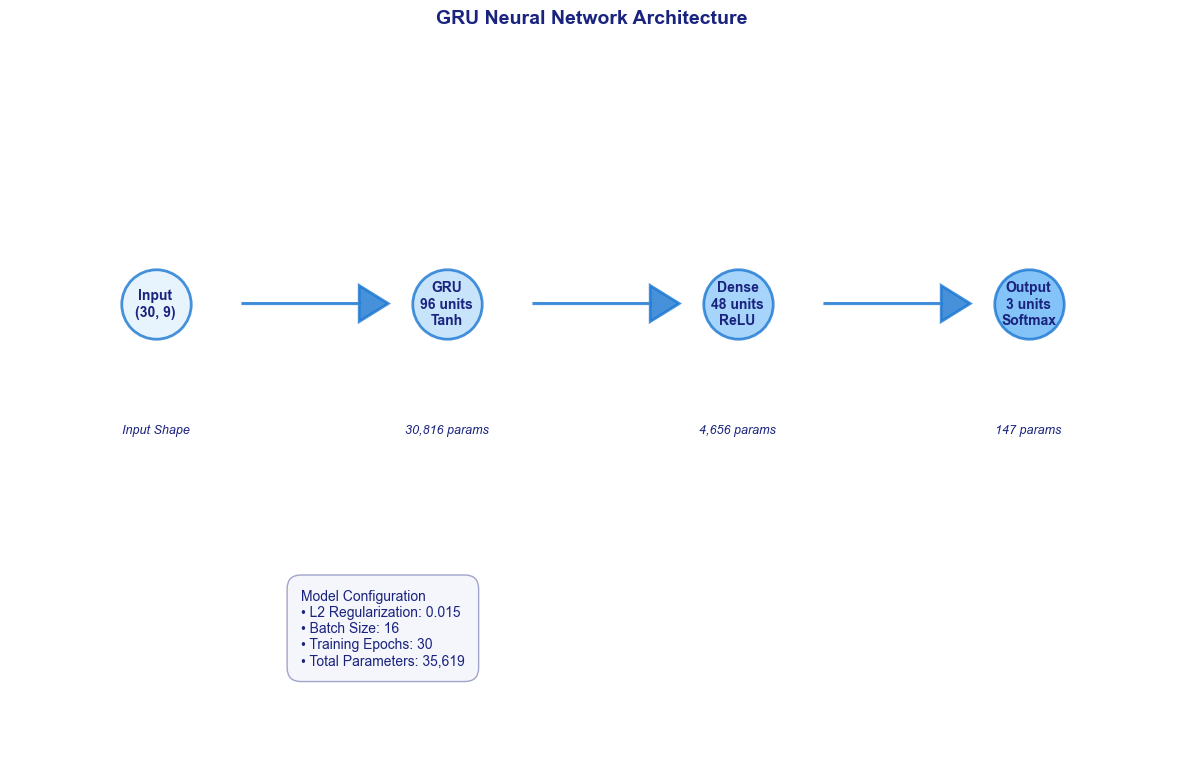 GRU Neural Network Architecture
Input
(30, 9)
GRU
96 units
Tanh
Dense
48 units
ReLU
Output
3 units
Softmax
Input Shape
30,816 params
4,656 params
147 params
Model Configuration
• L2 Regularization: 0.015
• Batch Size: 16
• Training Epochs: 30
• Total Parameters: 35,619